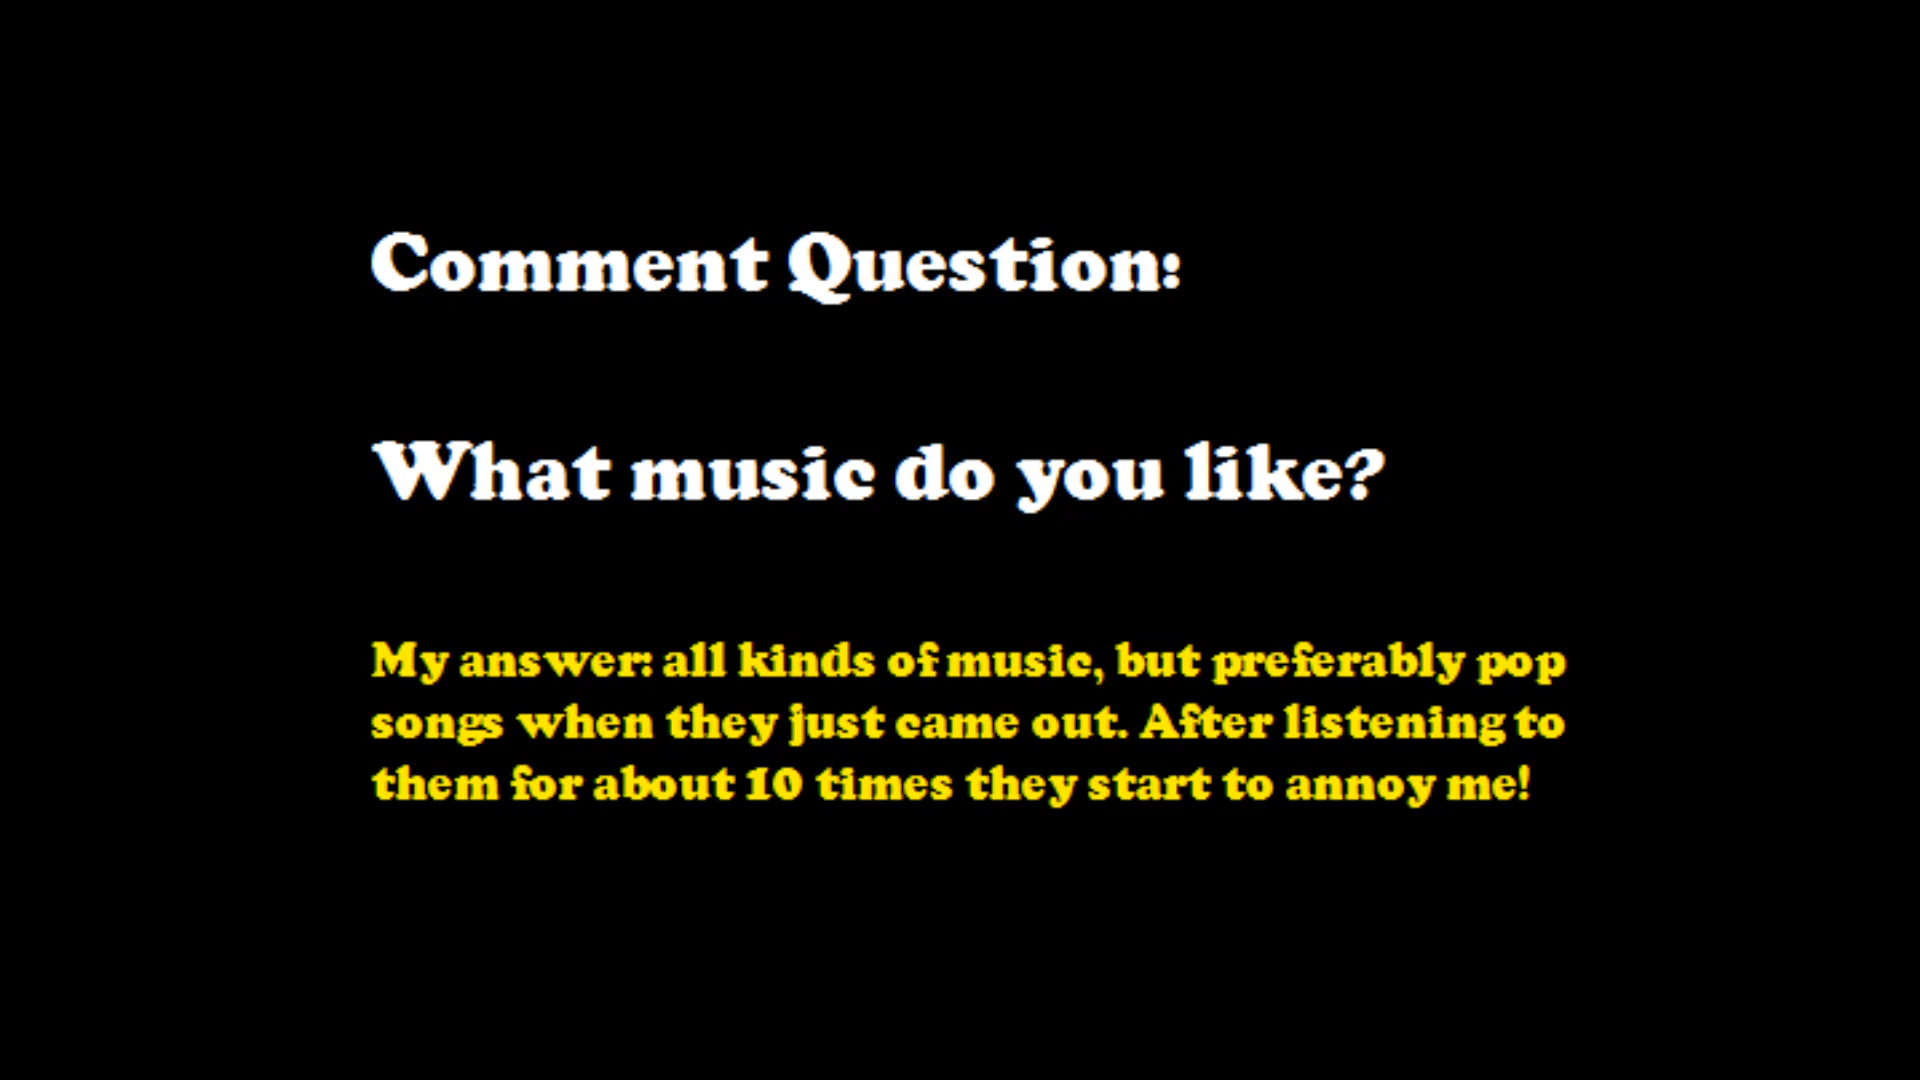 Comment Question:
What music do you like?
My answer: all kinds of music, but preferably pop
songs when they just came out. After listening to
them for about 10 times they start to annoy me!